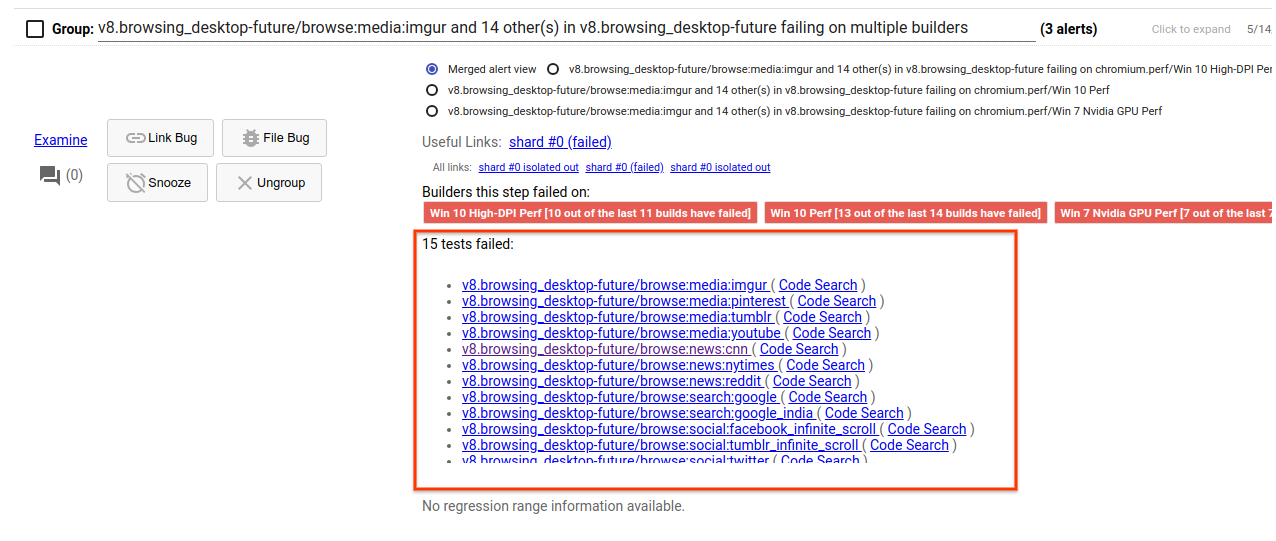 Group: v8.browsing_desktop-future/browse:media:imgur and 14 other(s) in v8.browsing_desktop-future failing on multiple builders (3 alerts) Click to expand 5/14
Merged alert view v8.browsing_desktop-future/browse:media:imgur and 14 other(s) in v8.browsing_desktop-future failing on chromium.perf/Win 10 High-DPI Per
v8.browsing_desktop-future/browse:media:imgur and 14 other(s) in v8.browsing_desktop-future failing on chromium.perf/Win 10 Perf
v8.browsing_desktop-future/browse:media:imgur and 14 other(s) in v8.browsing_desktop-future failing on chromium.perf/Win 7 Nvidia GPU Perf
Examine Link Bug File Bug
(0) Snooze Ungroup
Useful Links: shard #0 (failed)
All links: shard #0 isolated out shard #0 (failed) shard #0 isolated out
Builders this step failed on:
Win 10 High-DPI Perf [10 out of the last 11 builds have failed] Win 10 Perf [13 out of the last 14 builds have failed] Win 7 Nvidia GPU Perf [7 out of the last 7
15 tests failed:
• v8.browsing_desktop-future/browse:media:imgur ( Code Search )
• v8.browsing_desktop-future/browse:media:pinterest ( Code Search )
• v8.browsing_desktop-future/browse:media:tumblr ( Code Search )
• v8.browsing_desktop-future/browse:media:youtube ( Code Search )
• v8.browsing_desktop-future/browse:news:cnn ( Code Search )
• v8.browsing_desktop-future/browse:news:nytimes ( Code Search )
• v8.browsing_desktop-future/browse:news:reddit ( Code Search )
• v8.browsing_desktop-future/browse:search:google ( Code Search )
• v8.browsing_desktop-future/browse:search:google_india ( Code Search )
• v8.browsing_desktop-future/browse:social:facebook_infinite_scroll ( Code Search )
• v8.browsing_desktop-future/browse:social:tumblr_infinite_scroll ( Code Search )
• v8.browsing_desktop-future/browse:social:twitter ( Code Search )
No regression range information available.